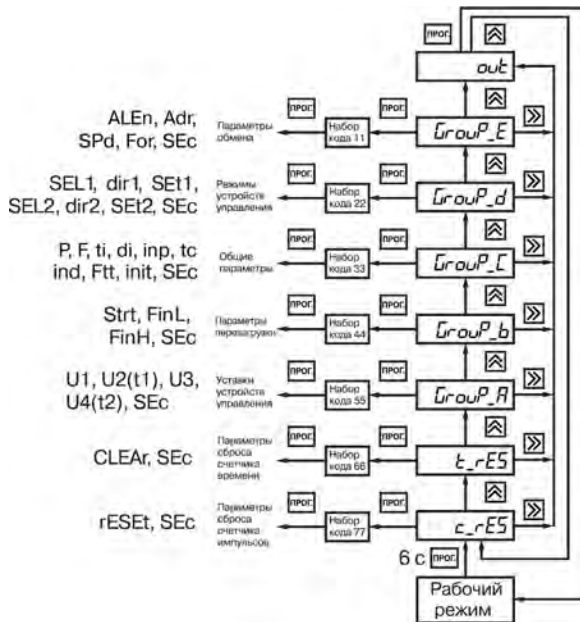 ПРОГ.
out
ALEn, Adr,
SPd, For, SEc
Параметры
обмена
ПРОГ.
Набор
кода 11
ПРОГ.
GrouP_E
SEL1, dir1, SEt1,
SEL2, dir2, SEt2, SEc
Режимы
устройств
управления
ПРОГ.
Набор
кода 22
ПРОГ.
GrouP_d
P, F, ti, di, inp, tc
ind, Ftt, init, SEc
Общие
параметры
ПРОГ.
Набор
кода 33
ПРОГ.
GrouP_C
Strt, FinL,
FinH, SEc
Параметры
перезагрузки
ПРОГ.
Набор
кода 44
ПРОГ.
GrouP_b
U1, U2(t1), U3,
U4(t2), SEc
Уставки
устройств
управления
ПРОГ.
Набор
кода 55
ПРОГ.
GrouP_A
CLEAr, SEc
Параметры
сброса
счетчика
времени
ПРОГ.
Набор
кода 66
ПРОГ.
t_rES
rESEt, SEc
Параметры
сброса
счетчика
импульсов
ПРОГ.
Набор
кода 77
ПРОГ.
c_rES
6 с ПРОГ.
Рабочий
режим